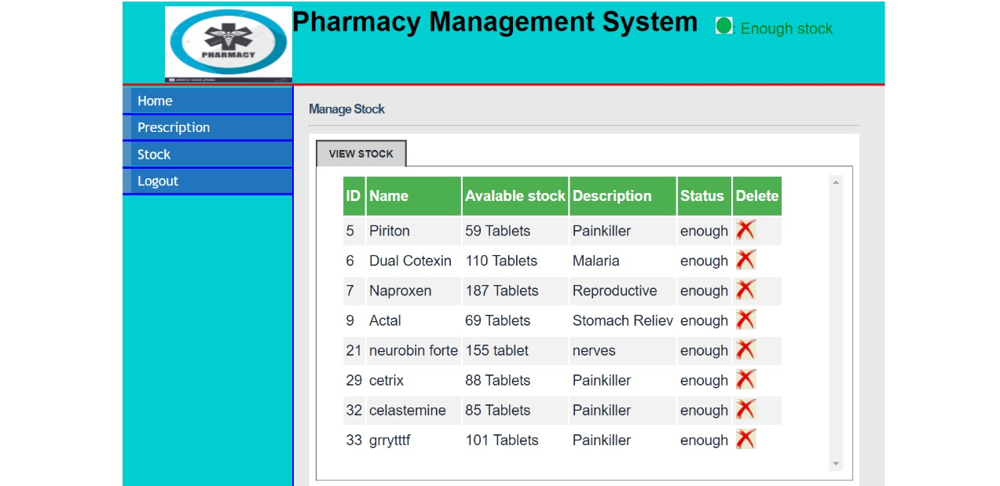 PHARMACY
Pharmacy Management System
: Enough stock
Home
Prescription
Stock
Logout
Manage Stock
VIEW STOCK
ID Name Avalable stock Description Status Delete
5 Piriton 59 Tablets Painkiller enough
6 Dual Cotexin 110 Tablets Malaria enough
7 Naproxen 187 Tablets Reproductive enough
9 Actal 69 Tablets Stomach Reliev enough
21 neurobin forte 155 tablet nerves enough
29 cetrix 88 Tablets Painkiller enough
32 celastemine 85 Tablets Painkiller enough
33 grrytttf 101 Tablets Painkiller enough